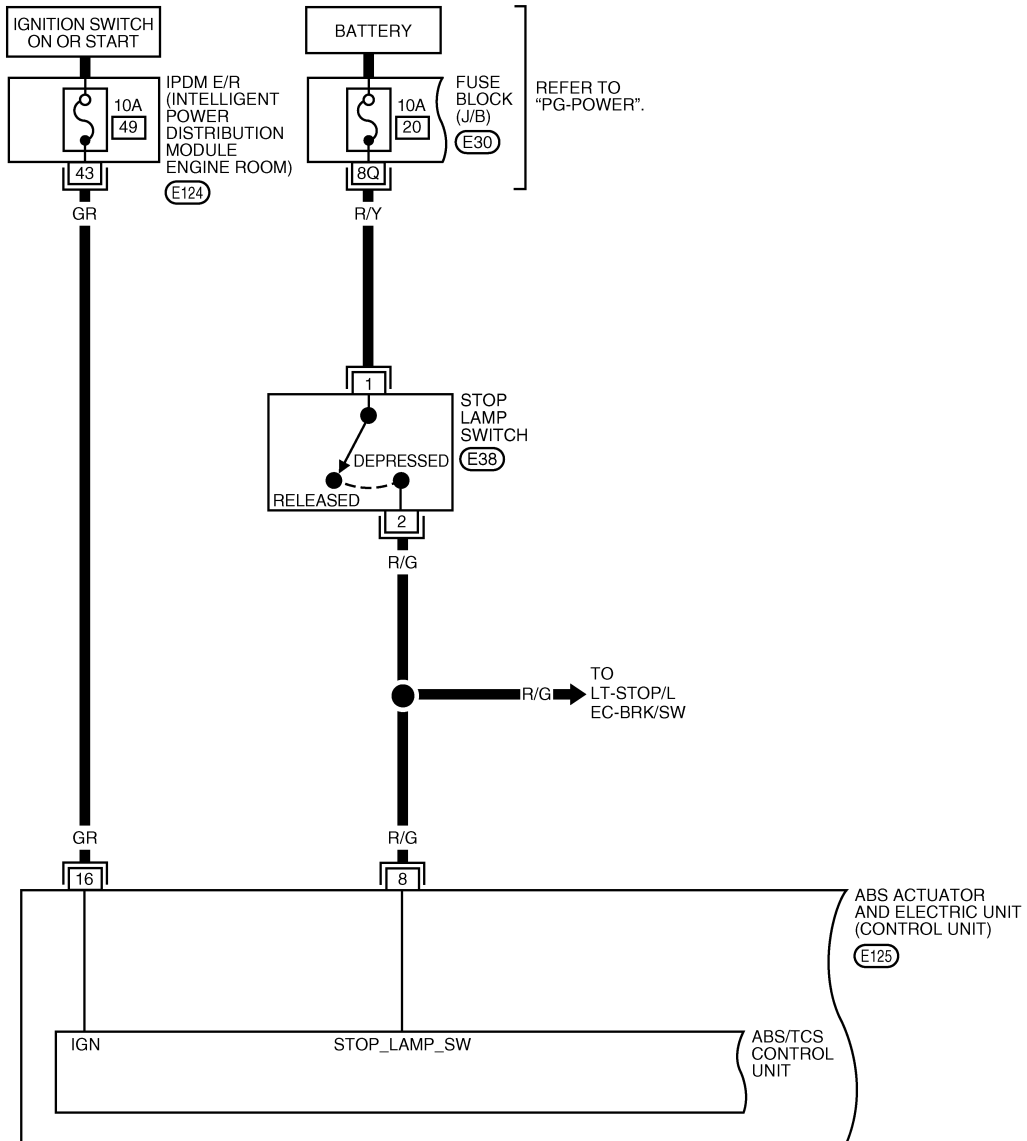 IGNITION SWITCH
ON OR START
BATTERY
IPDM E/R
(INTELLIGENT
POWER
DISTRIBUTION
MODULE
ENGINE ROOM)
E124
10A
49
43
GR
10A
20
8Q
R/Y
FUSE
BLOCK
(J/B)
E30
REFER TO
“PG-POWER”.
1
STOP
LAMP
SWITCH
E38
DEPRESSED
RELEASED
2
R/G
R/G
TO
LT-STOP/L
EC-BRK/SW
GR
R/G
16
8
ABS ACTUATOR
AND ELECTRIC UNIT
(CONTROL UNIT)
E125
IGN
STOP_LAMP_SW
ABS/TCS
CONTROL
UNIT